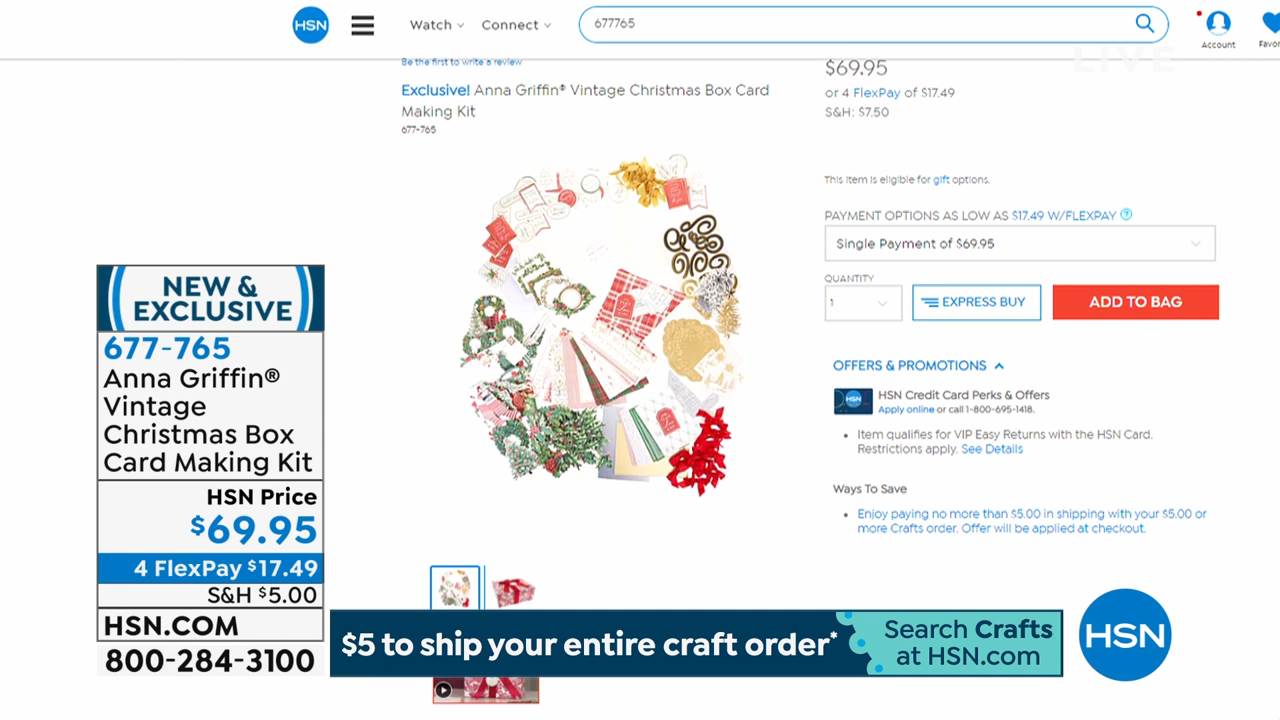 HSN
Watch
Connect
677765
Account
LIVE
Be the first to write a review
Exclusive! Anna Griffin® Vintage Christmas Box Card
Making Kit
677-765
$69.95
or 4 FlexPay of $17.49
S&H: $7.50
This item is eligible for gift options.
PAYMENT OPTIONS AS LOW AS $17.49 W/FLEXPAY ?
Single Payment of $69.95
QUANTITY
1
EXPRESS BUY
ADD TO BAG
OFFERS & PROMOTIONS
HSN
HSN Credit Card Perks & Offers
Apply online or call 1-800-695-1418.
• Item qualifies for VIP Easy Returns with the HSN Card.
Restrictions apply. See Details
Ways To Save
• Enjoy paying no more than $5.00 in shipping with your $5.00 or
more Crafts order. Offer will be applied at checkout.
NEW &
EXCLUSIVE
677-765
Anna Griffin®
Vintage
Christmas Box
Card Making Kit
HSN Price
$69.95
4 FlexPay $17.49
S&H $5.00
HSN.COM
800-284-3100
$5 to ship your entire craft order*
Search Crafts
at HSN.com
HSN